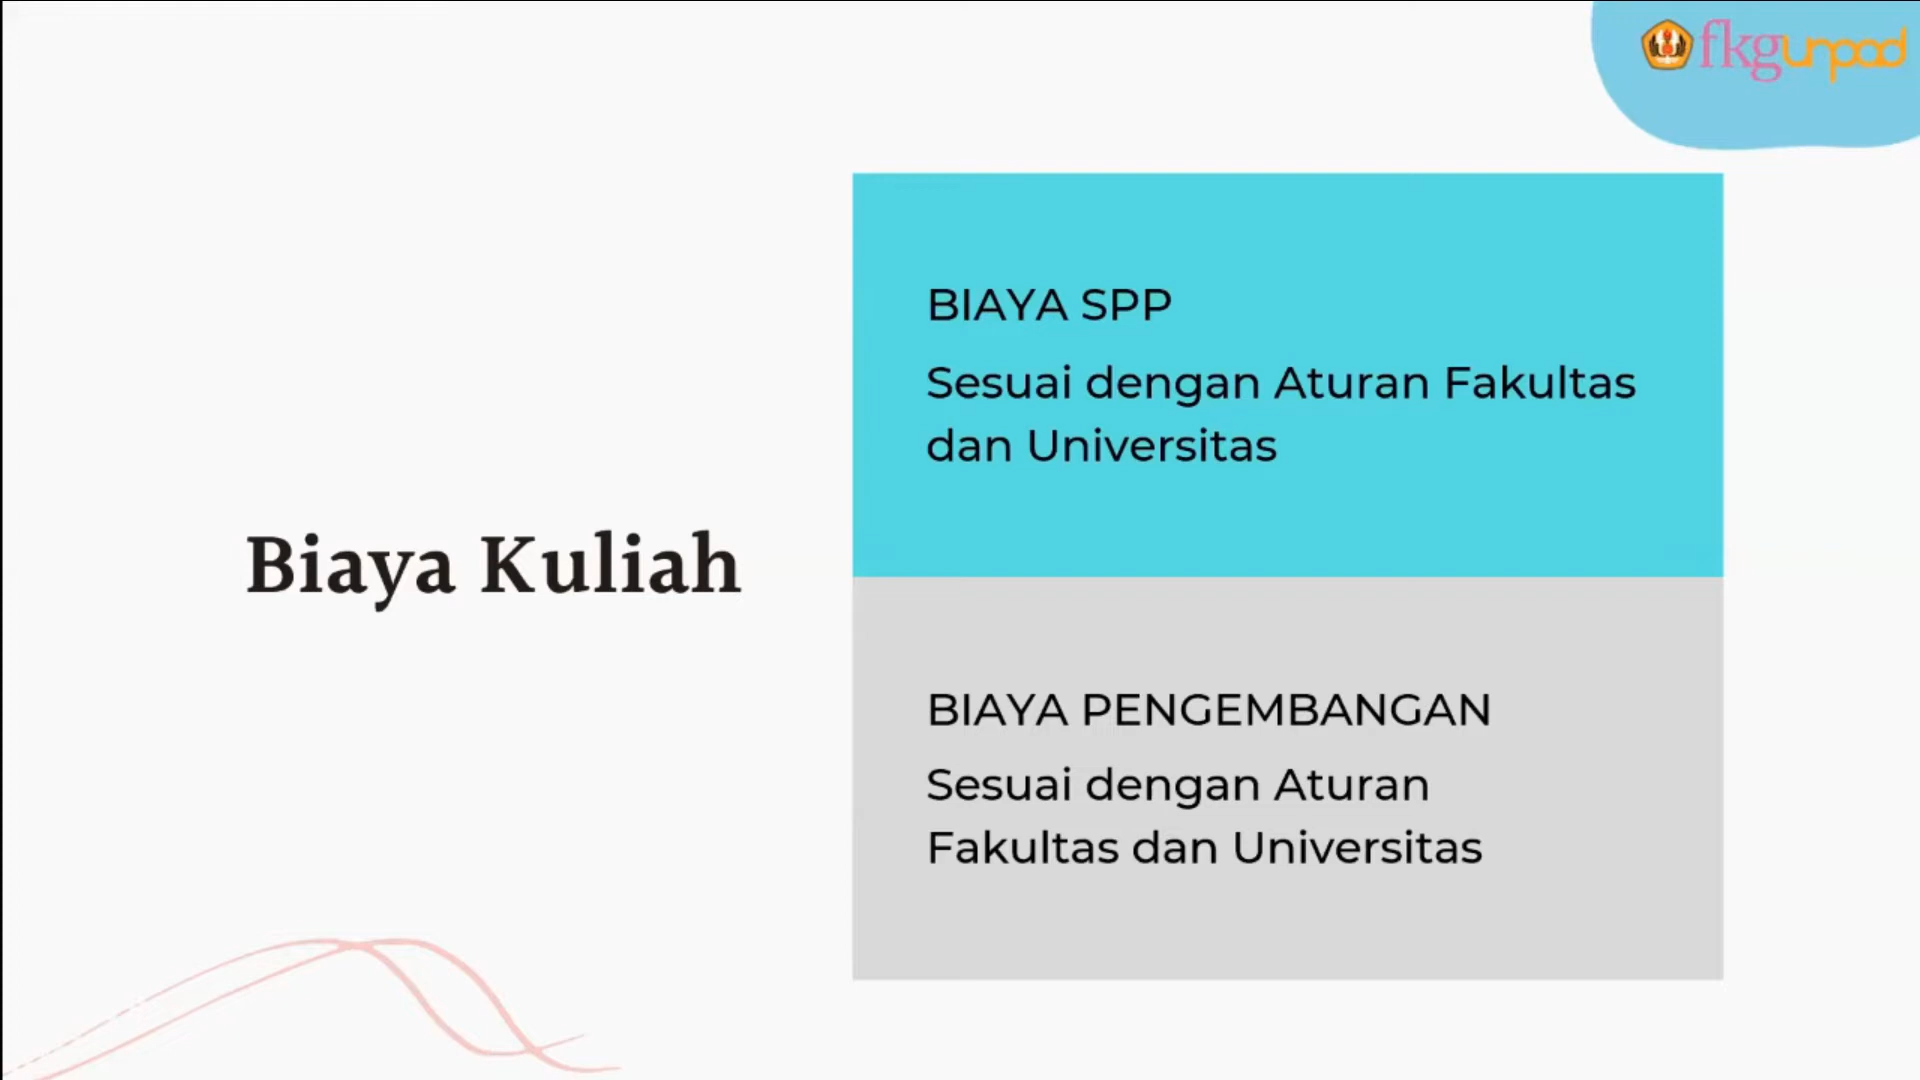 fkgunpad
Biaya Kuliah
BIAYA SPP
Sesuai dengan Aturan Fakultas
dan Universitas
BIAYA PENGEMBANGAN
Sesuai dengan Aturan
Fakultas dan Universitas